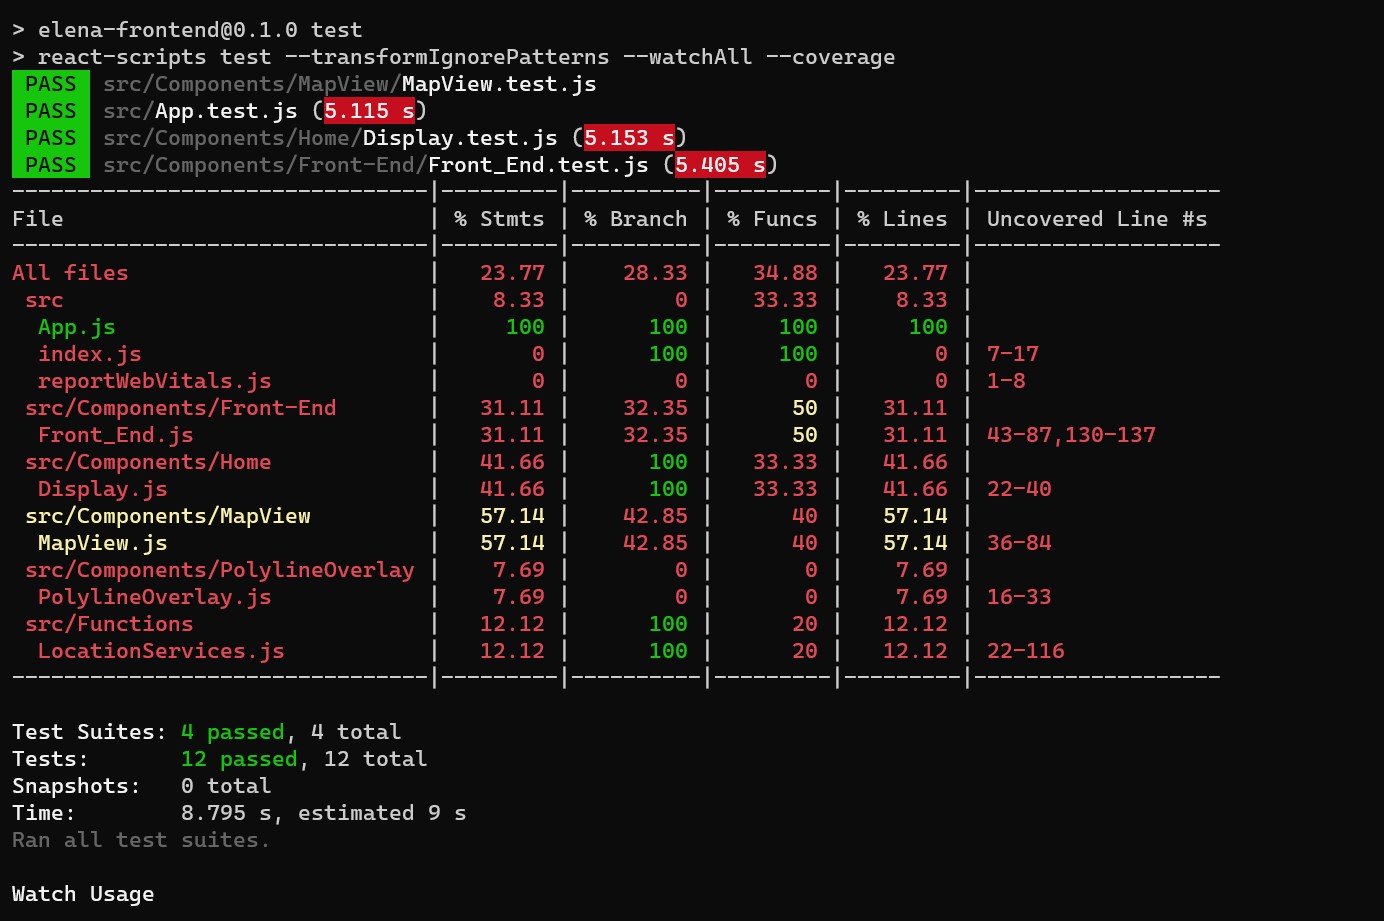 > elena-frontend@0.1.0 test
> react-scripts test --transformIgnorePatterns --watchAll --coverage
PASS src/Components/MapView/MapView.test.js
PASS src/App.test.js (5.115 s)
PASS src/Components/Home/Display.test.js (5.153 s)
PASS src/Components/Front-End/Front_End.test.js (5.405 s)
--------------------------------|---------|----------|---------|---------|-------------------
File                            | % Stmts | % Branch | % Funcs | % Lines | Uncovered Line #s
--------------------------------|---------|----------|---------|---------|-------------------
All files                       |   23.77 |    28.33 |   34.88 |   23.77 |
 src                            |    8.33 |        0 |   33.33 |    8.33 |
  App.js                        |     100 |      100 |     100 |     100 |
  index.js                      |       0 |      100 |     100 |       0 | 7-17
  reportWebVitals.js            |       0 |        0 |       0 |       0 | 1-8
 src/Components/Front-End       |   31.11 |    32.35 |      50 |   31.11 |
  Front_End.js                  |   31.11 |    32.35 |      50 |   31.11 | 43-87,130-137
 src/Components/Home            |   41.66 |      100 |   33.33 |   41.66 |
  Display.js                    |   41.66 |      100 |   33.33 |   41.66 | 22-40
 src/Components/MapView         |   57.14 |    42.85 |      40 |   57.14 |
  MapView.js                    |   57.14 |    42.85 |      40 |   57.14 | 36-84
 src/Components/PolylineOverlay |    7.69 |        0 |       0 |    7.69 |
  PolylineOverlay.js            |    7.69 |        0 |       0 |    7.69 | 16-33
 src/Functions                  |   12.12 |      100 |      20 |   12.12 |
  LocationServices.js           |   12.12 |      100 |      20 |   12.12 | 22-116
--------------------------------|---------|----------|---------|---------|-------------------
Test Suites: 4 passed, 4 total
Tests:       12 passed, 12 total
Snapshots:   0 total
Time:        8.795 s, estimated 9 s
Ran all test suites.
Watch Usage